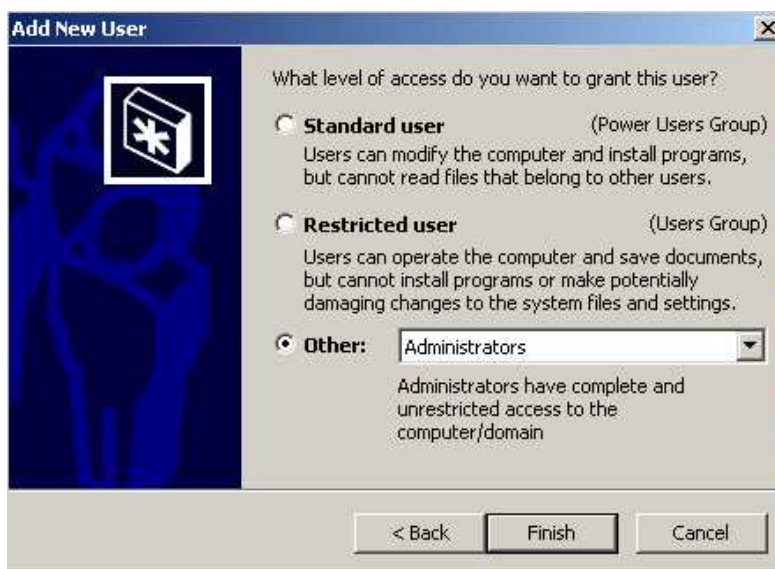 Add New User
What level of access do you want to grant this user?
Standard user (Power Users Group)
Users can modify the computer and install programs,
but cannot read files that belong to other users.
Restricted user (Users Group)
Users can operate the computer and save documents,
but cannot install programs or make potentially
damaging changes to the system files and settings.
Other: Administrators
Administrators have complete and
unrestricted access to the
computer/domain
< Back Finish Cancel